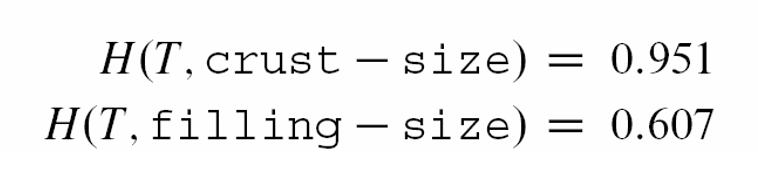 H(T, crust − size) = 0.951
H(T, filling − size) = 0.607